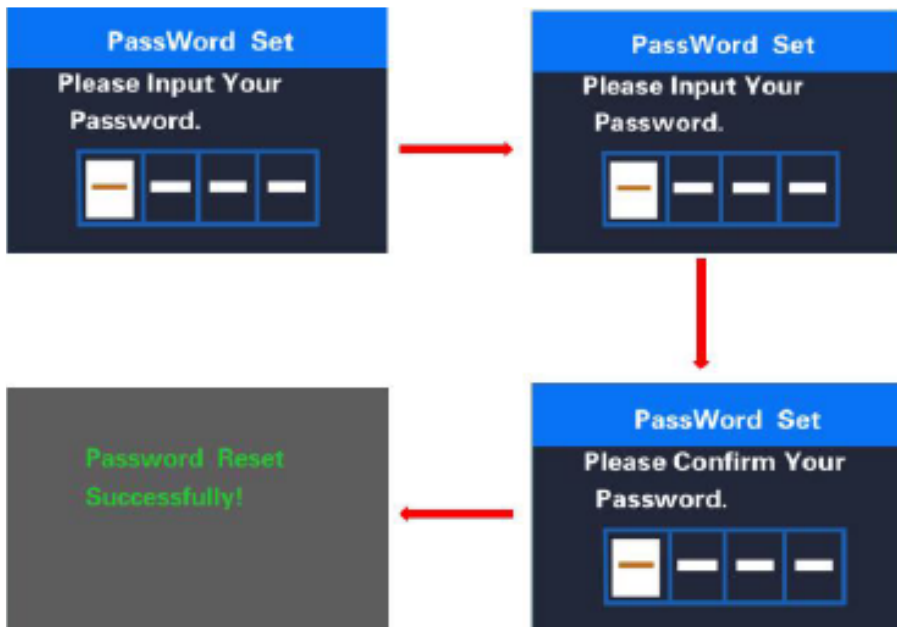 PassWord Set
Please Input Your
Password.
PassWord Set
Please Input Your
Password.
PassWord Set
Please Confirm Your
Password.
Password Reset
Successfully!